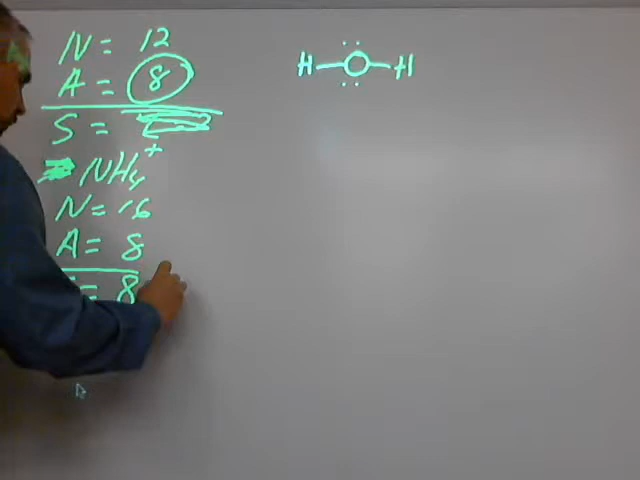 N = 12
A = 8
S =
NH4+
N = 16
A = 8
= 8
H-O-H